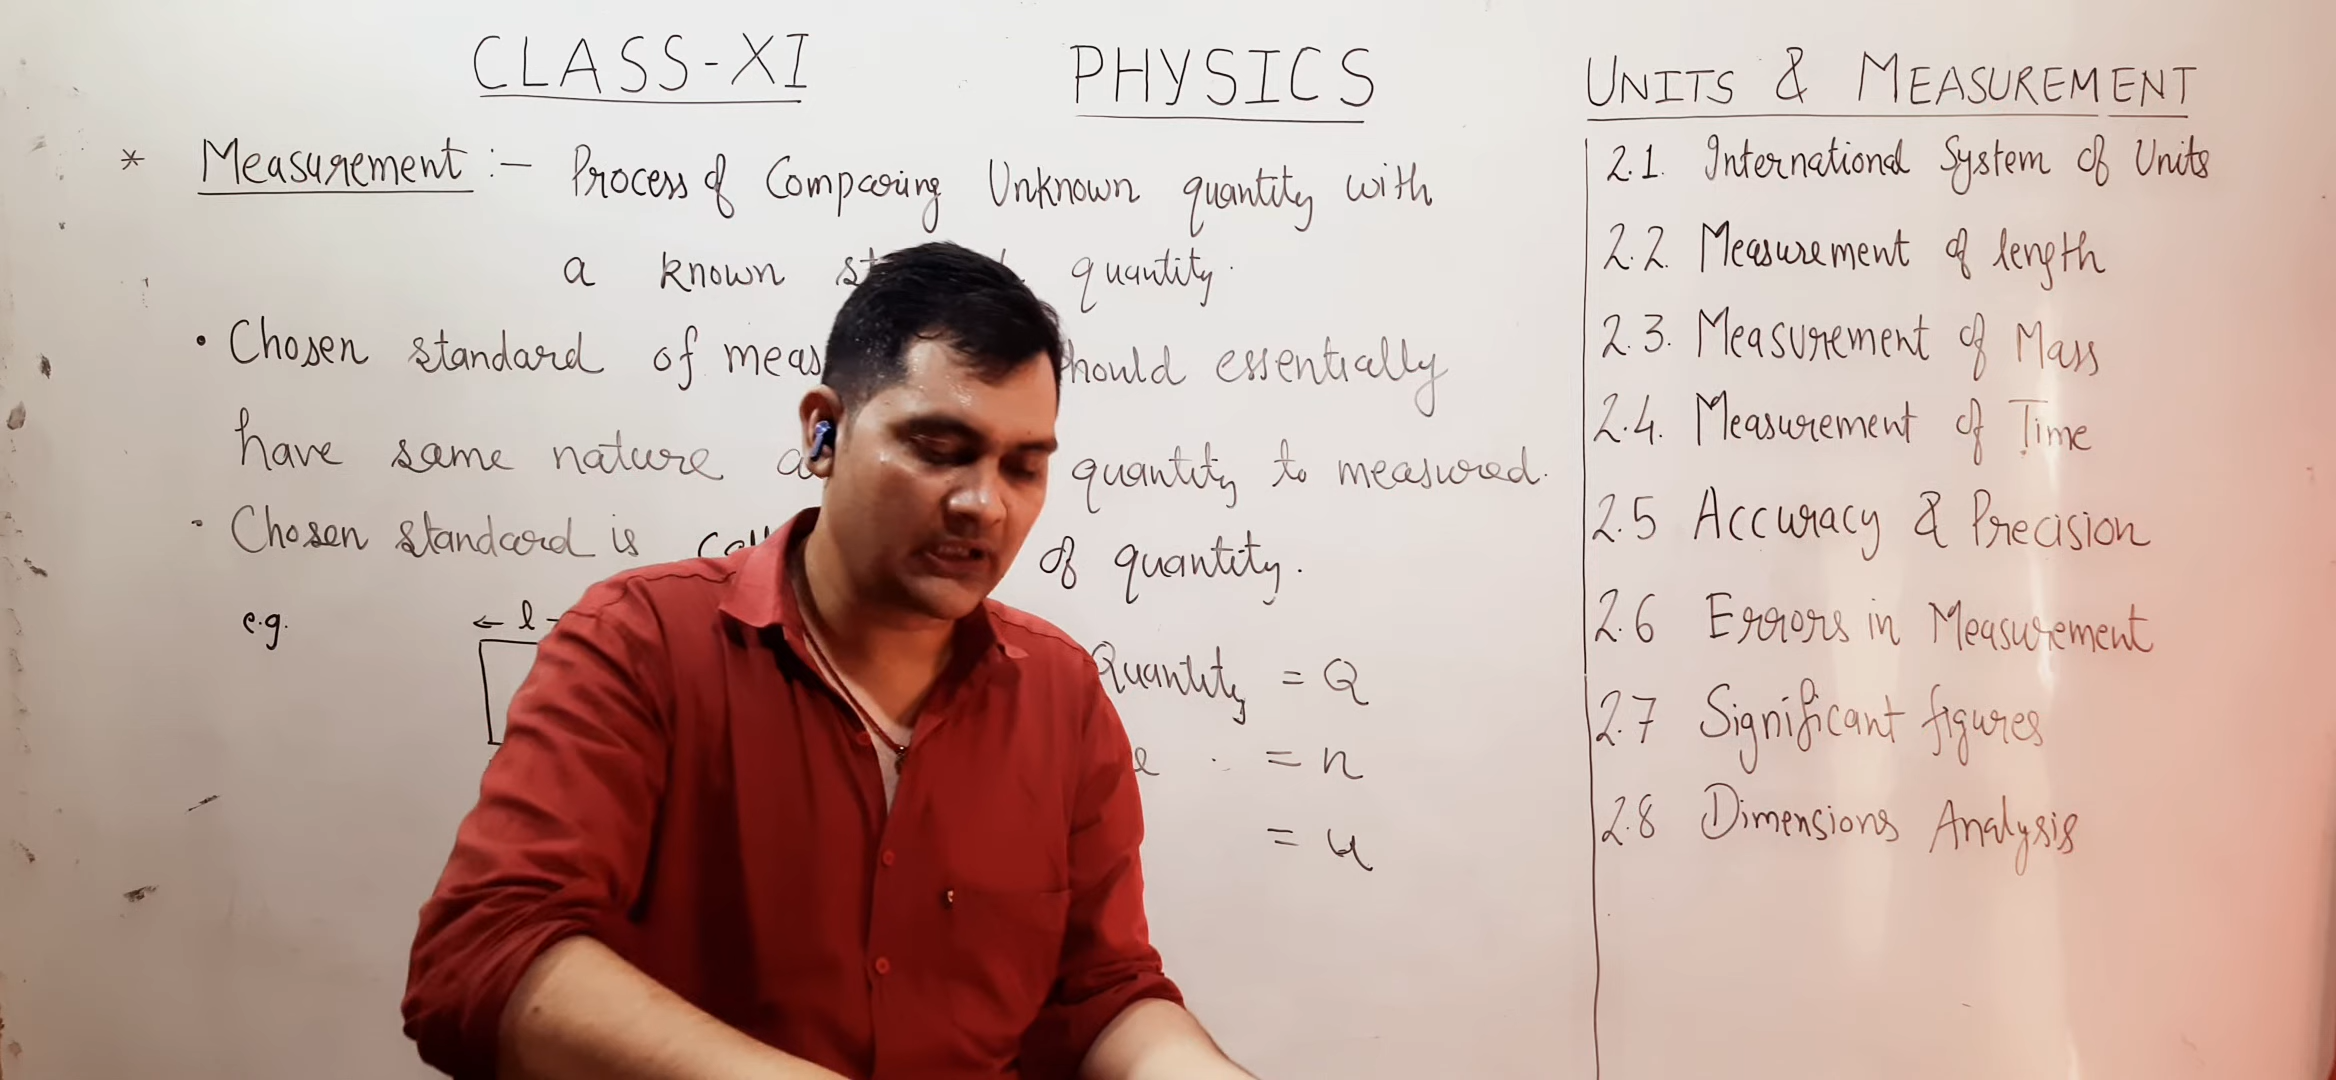 CLASS-XI PHYSICS
* Measurement :- Process of Comparing Unknown quantity with
a known quantity.
• Chosen standard of essentially
have same nature quantity to measured.
• Chosen standard is of quantity.
e.g. ← l -
Quantity = Q
= n
= u
UNITS & MEASUREMENT
2.1. International System of Units
2.2. Measurement of length
2.3. Measurement of Mass
2.4. Measurement of Time
2.5 Accuracy & Precision
2.6 Errors in Measurement
2.7 Significant figures
2.8 Dimensions Analysis